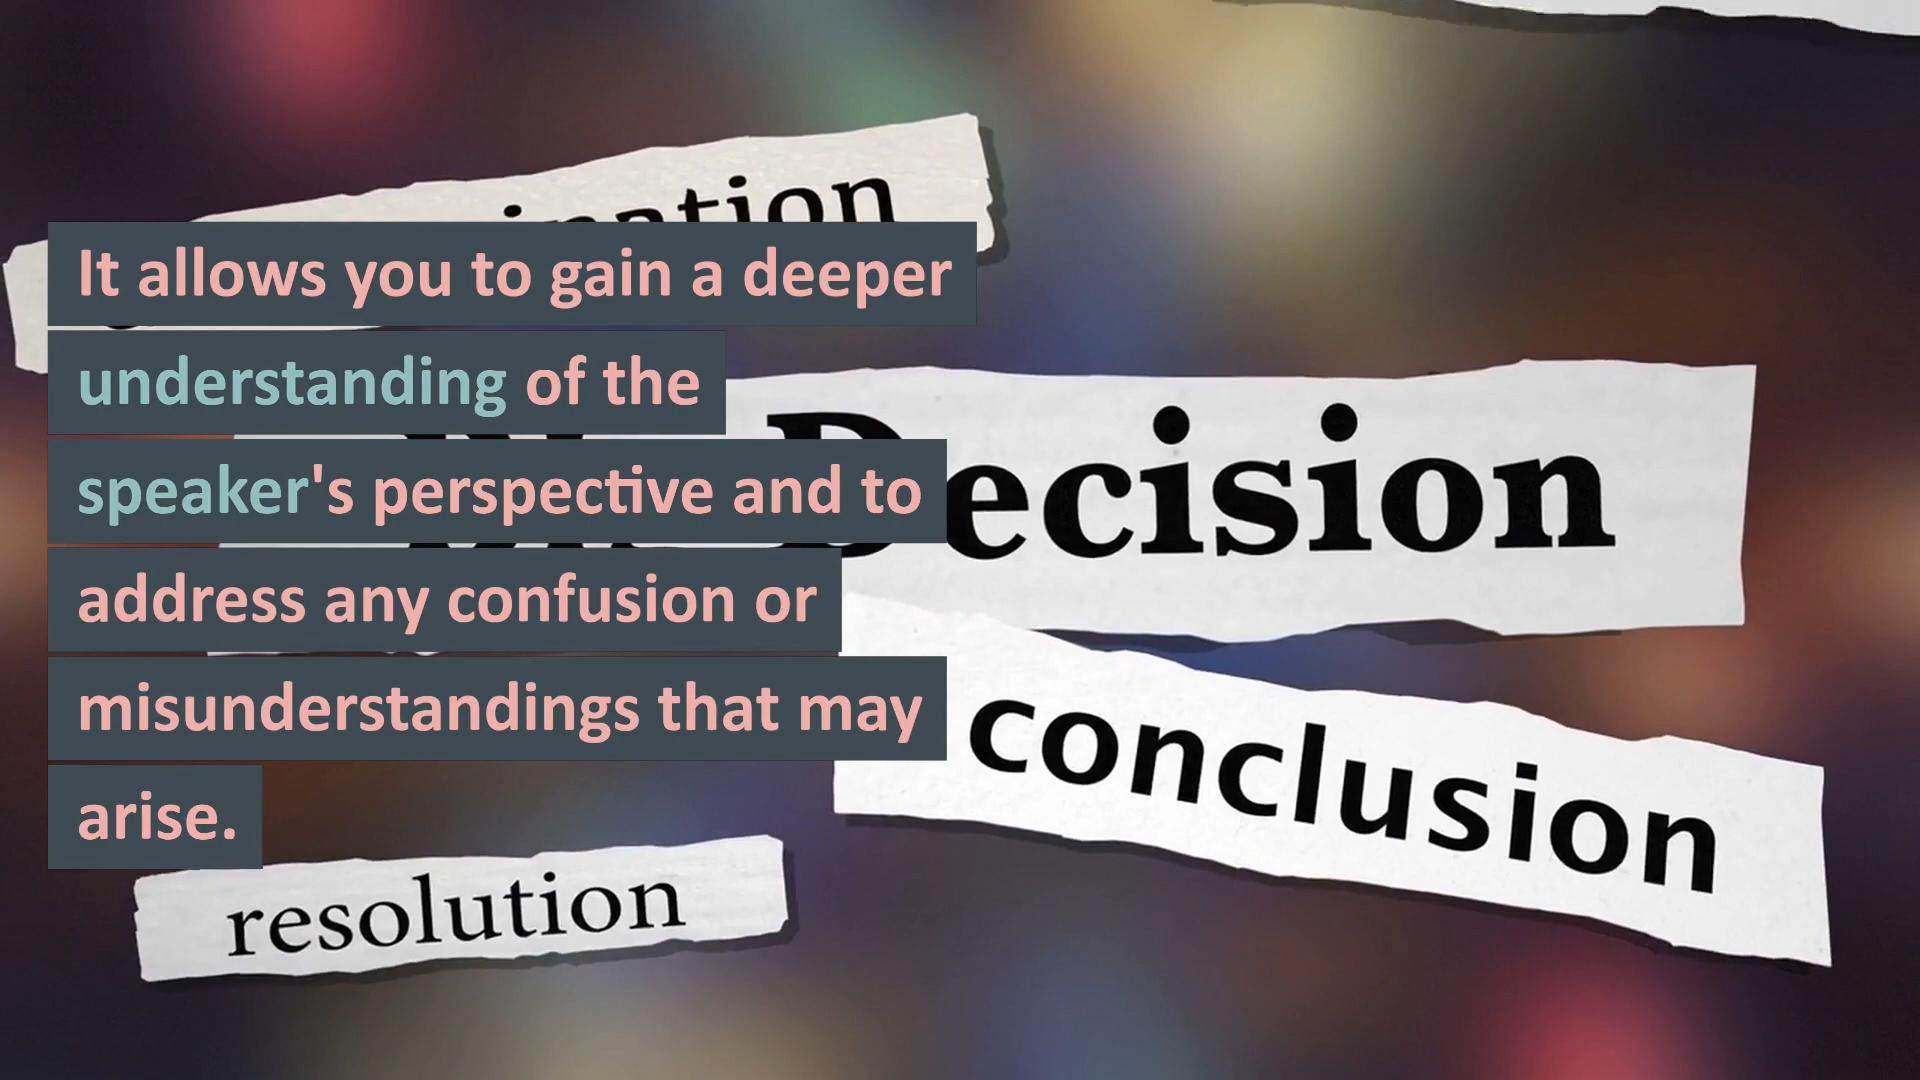 It allows you to gain a deeper
understanding of the
speaker's perspective and to
address any confusion or
misunderstandings that may
arise.
conclusion
resolution